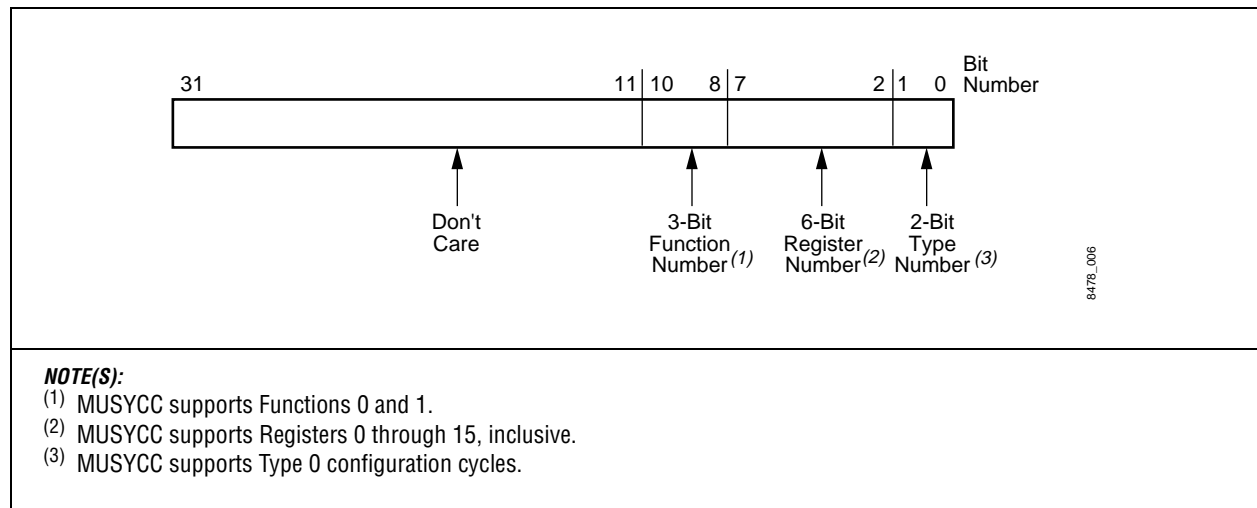 Bit
Number
31 11 10 8 7 2 1 0
Don't
Care
3-Bit
Function
Number (1)
6-Bit
Register
Number (2)
2-Bit
Type
Number (3)
8478_006
NOTE(S):
(1) MUSYCC supports Functions 0 and 1.
(2) MUSYCC supports Registers 0 through 15, inclusive.
(3) MUSYCC supports Type 0 configuration cycles.